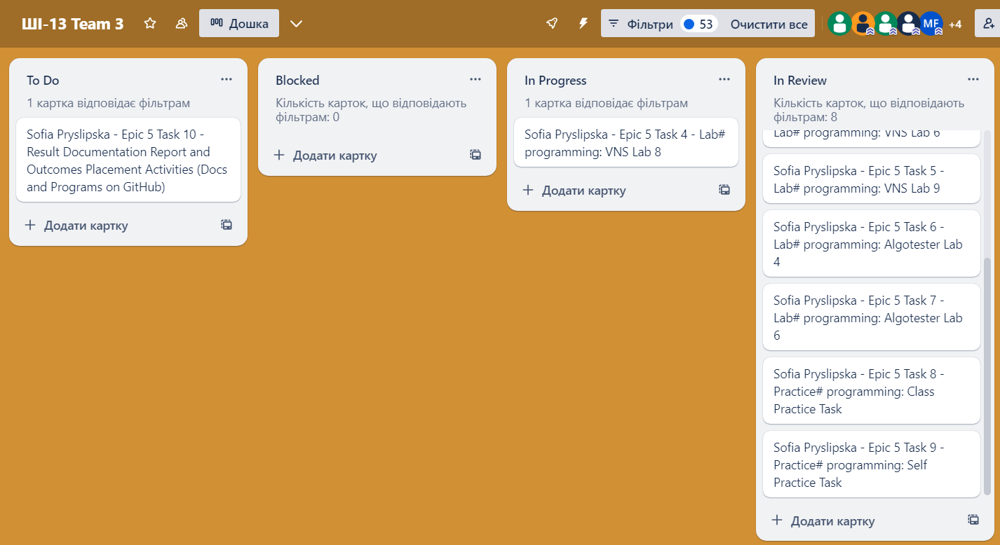 ШІ-13 Team 3
Дошка
Фільтри
53
Очистити все
MF
+4
To Do
1 картка відповідає фільтрам
Sofia Pryslipska - Epic 5 Task 10 -
Result Documentation Report and
Outcomes Placement Activities (Docs
and Programs on GitHub)
Додати картку
Blocked
Кількість карток, що відповідають
фільтрам: 0
Додати картку
In Progress
1 картка відповідає фільтрам
Sofia Pryslipska - Epic 5 Task 4 - Lab#
programming: VNS Lab 8
Додати картку
In Review
Кількість карток, що відповідають
фільтрам: 8
Lab# programming: VNS Lab 6
Sofia Pryslipska - Epic 5 Task 5 -
Lab# programming: VNS Lab 9
Sofia Pryslipska - Epic 5 Task 6 -
Lab# programming: Algotester Lab
4
Sofia Pryslipska - Epic 5 Task 7 -
Lab# programming: Algotester Lab
6
Sofia Pryslipska - Epic 5 Task 8 -
Practice# programming: Class
Practice Task
Sofia Pryslipska - Epic 5 Task 9 -
Practice# programming: Self
Practice Task
Додати картку